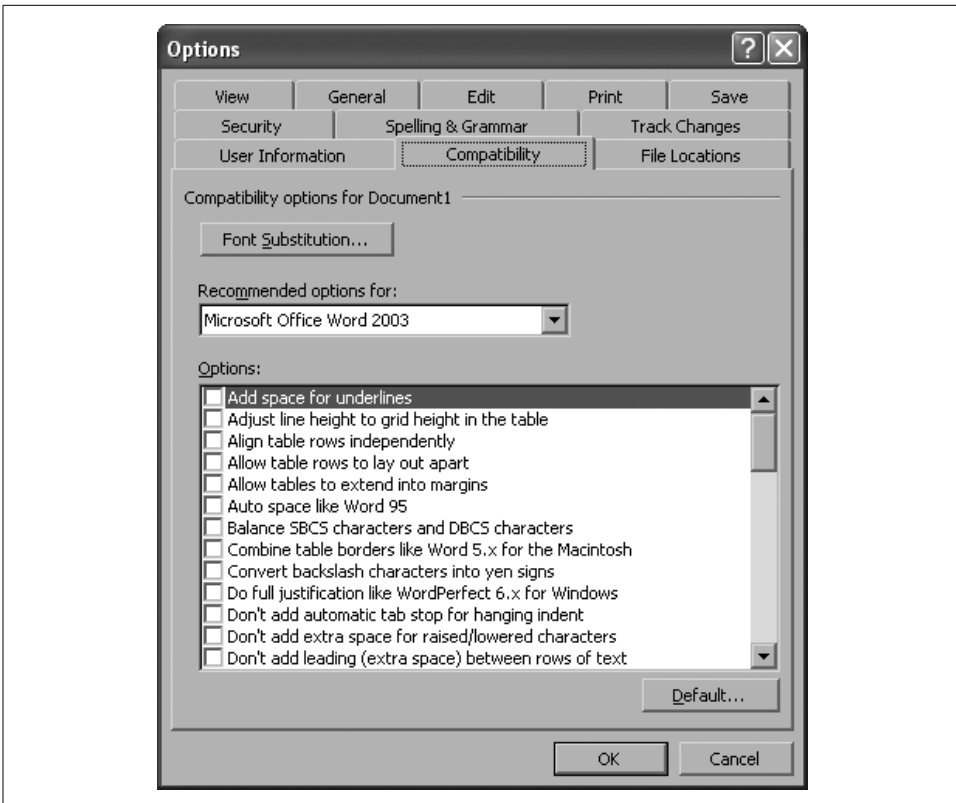 Options
View General Edit Print Save
Security Spelling & Grammar Track Changes
User Information Compatibility File Locations
Compatibility options for Document1
Font Substitution...
Recommended options for:
Microsoft Office Word 2003
Options:
Add space for underlines
Adjust line height to grid height in the table
Align table rows independently
Allow table rows to lay out apart
Allow tables to extend into margins
Auto space like Word 95
Balance SBCS characters and DBCS characters
Combine table borders like Word 5.x for the Macintosh
Convert backslash characters into yen signs
Do full justification like WordPerfect 6.x for Windows
Don't add automatic tab stop for hanging indent
Don't add extra space for raised/lowered characters
Don't add leading (extra space) between rows of text
Default...
OK Cancel